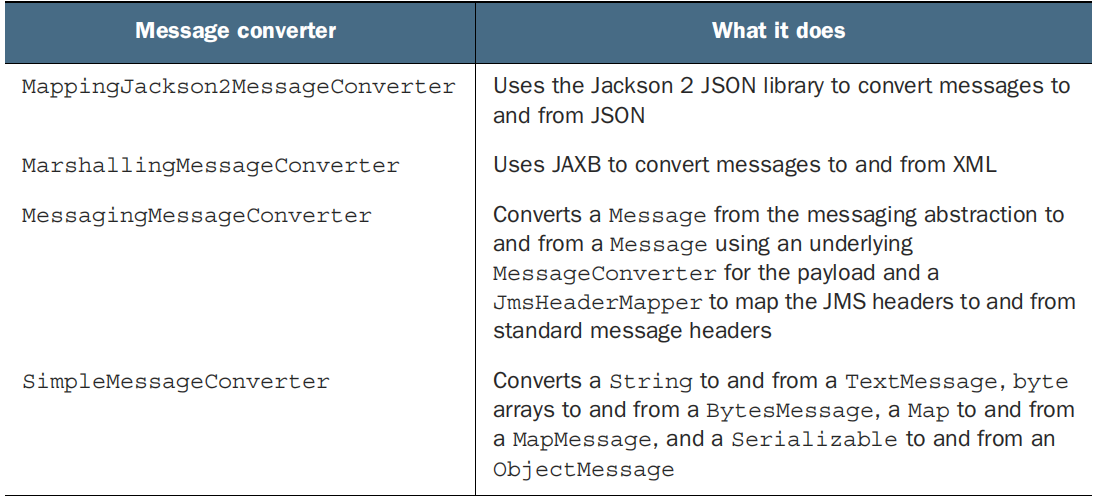 Message converter What it does
MappingJackson2MessageConverter Uses the Jackson 2 JSON library to convert messages to
and from JSON
MarshallingMessageConverter Uses JAXB to convert messages to and from XML
MessagingMessageConverter Converts a Message from the messaging abstraction to
and from a Message using an underlying
MessageConverter for the payload and a
JmsHeaderMapper to map the JMS headers to and from
standard message headers
SimpleMessageConverter Converts a String to and from a TextMessage, byte
arrays to and from a BytesMessage, a Map to and from
a MapMessage, and a Serializable to and from an
ObjectMessage